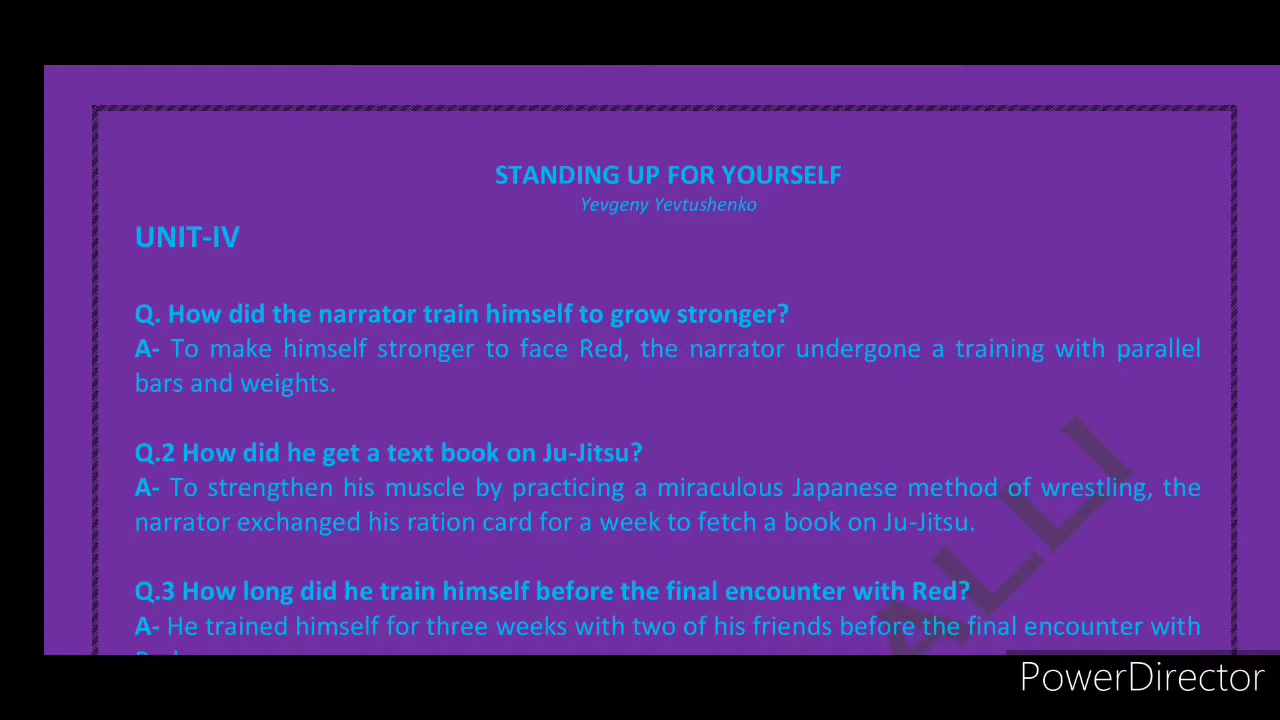 STANDING UP FOR YOURSELF
Yevgeny Yevtushenko
UNIT-IV
Q. How did the narrator train himself to grow stronger?
A- To make himself stronger to face Red, the narrator undergone a training with parallel
bars and weights.
Q.2 How did he get a text book on Ju-Jitsu?
A- To strengthen his muscle by practicing a miraculous Japanese method of wrestling, the
narrator exchanged his ration card for a week to fetch a book on Ju-Jitsu.
Q.3 How long did he train himself before the final encounter with Red?
A- He trained himself for three weeks with two of his friends before the final encounter with
ALLI
PowerDirector